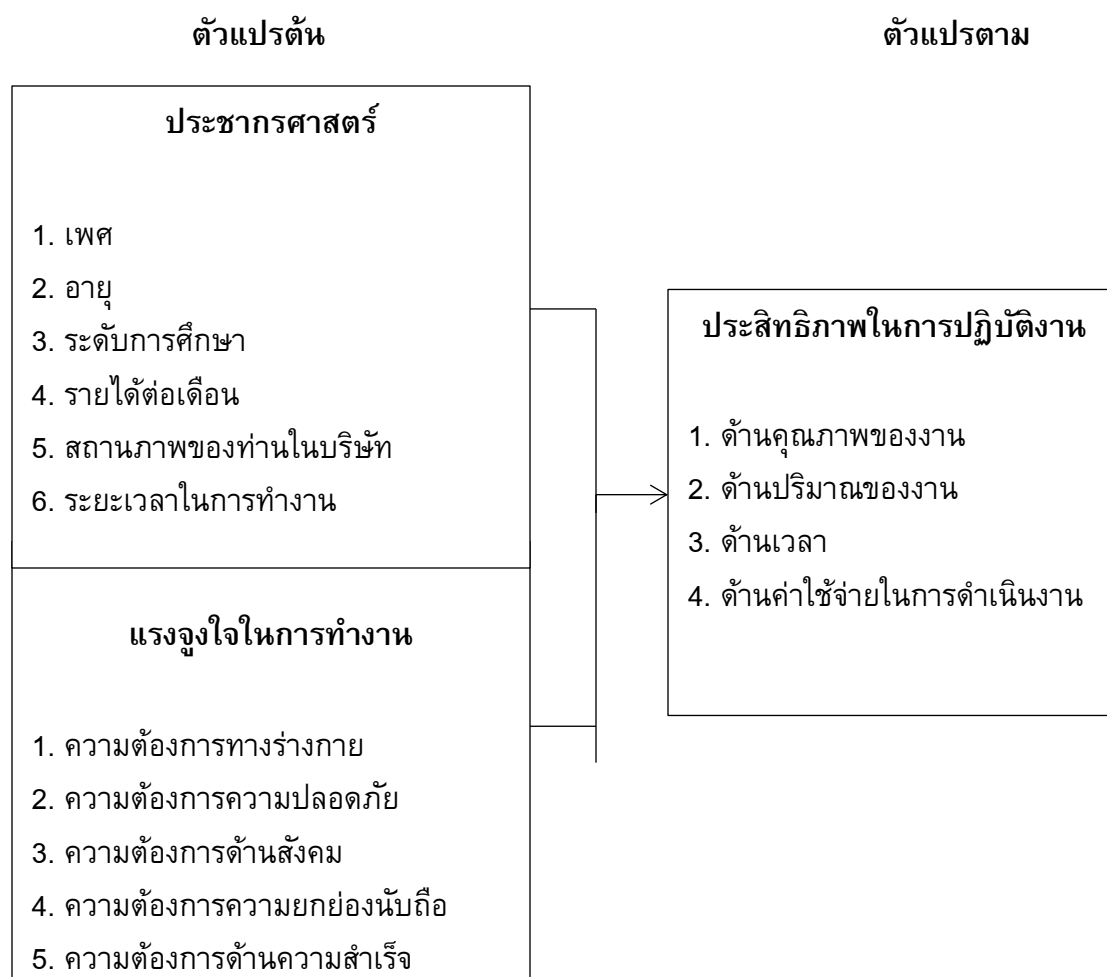 ตัวแปรต้น
ตัวแปรตาม
ประชากรศาสตร์
1. เพศ
2. อายุ
3. ระดับการศึกษา
4. รายได้ต่อเดือน
5. สถานภาพของท่านในบริษัท
6. ระยะเวลาในการทำงาน
แรงจูงใจในการทำงาน
1. ความต้องการทางร่างกาย
2. ความต้องการความปลอดภัย
3. ความต้องการด้านสังคม
4. ความต้องการความยกย่องนับถือ
5. ความต้องการด้านความสำเร็จ
ประสิทธิภาพในการปฏิบัติงาน
1. ด้านคุณภาพของงาน
2. ด้านปริมาณของงาน
3. ด้านเวลา
4. ด้านค่าใช้จ่ายในการดำเนินงาน